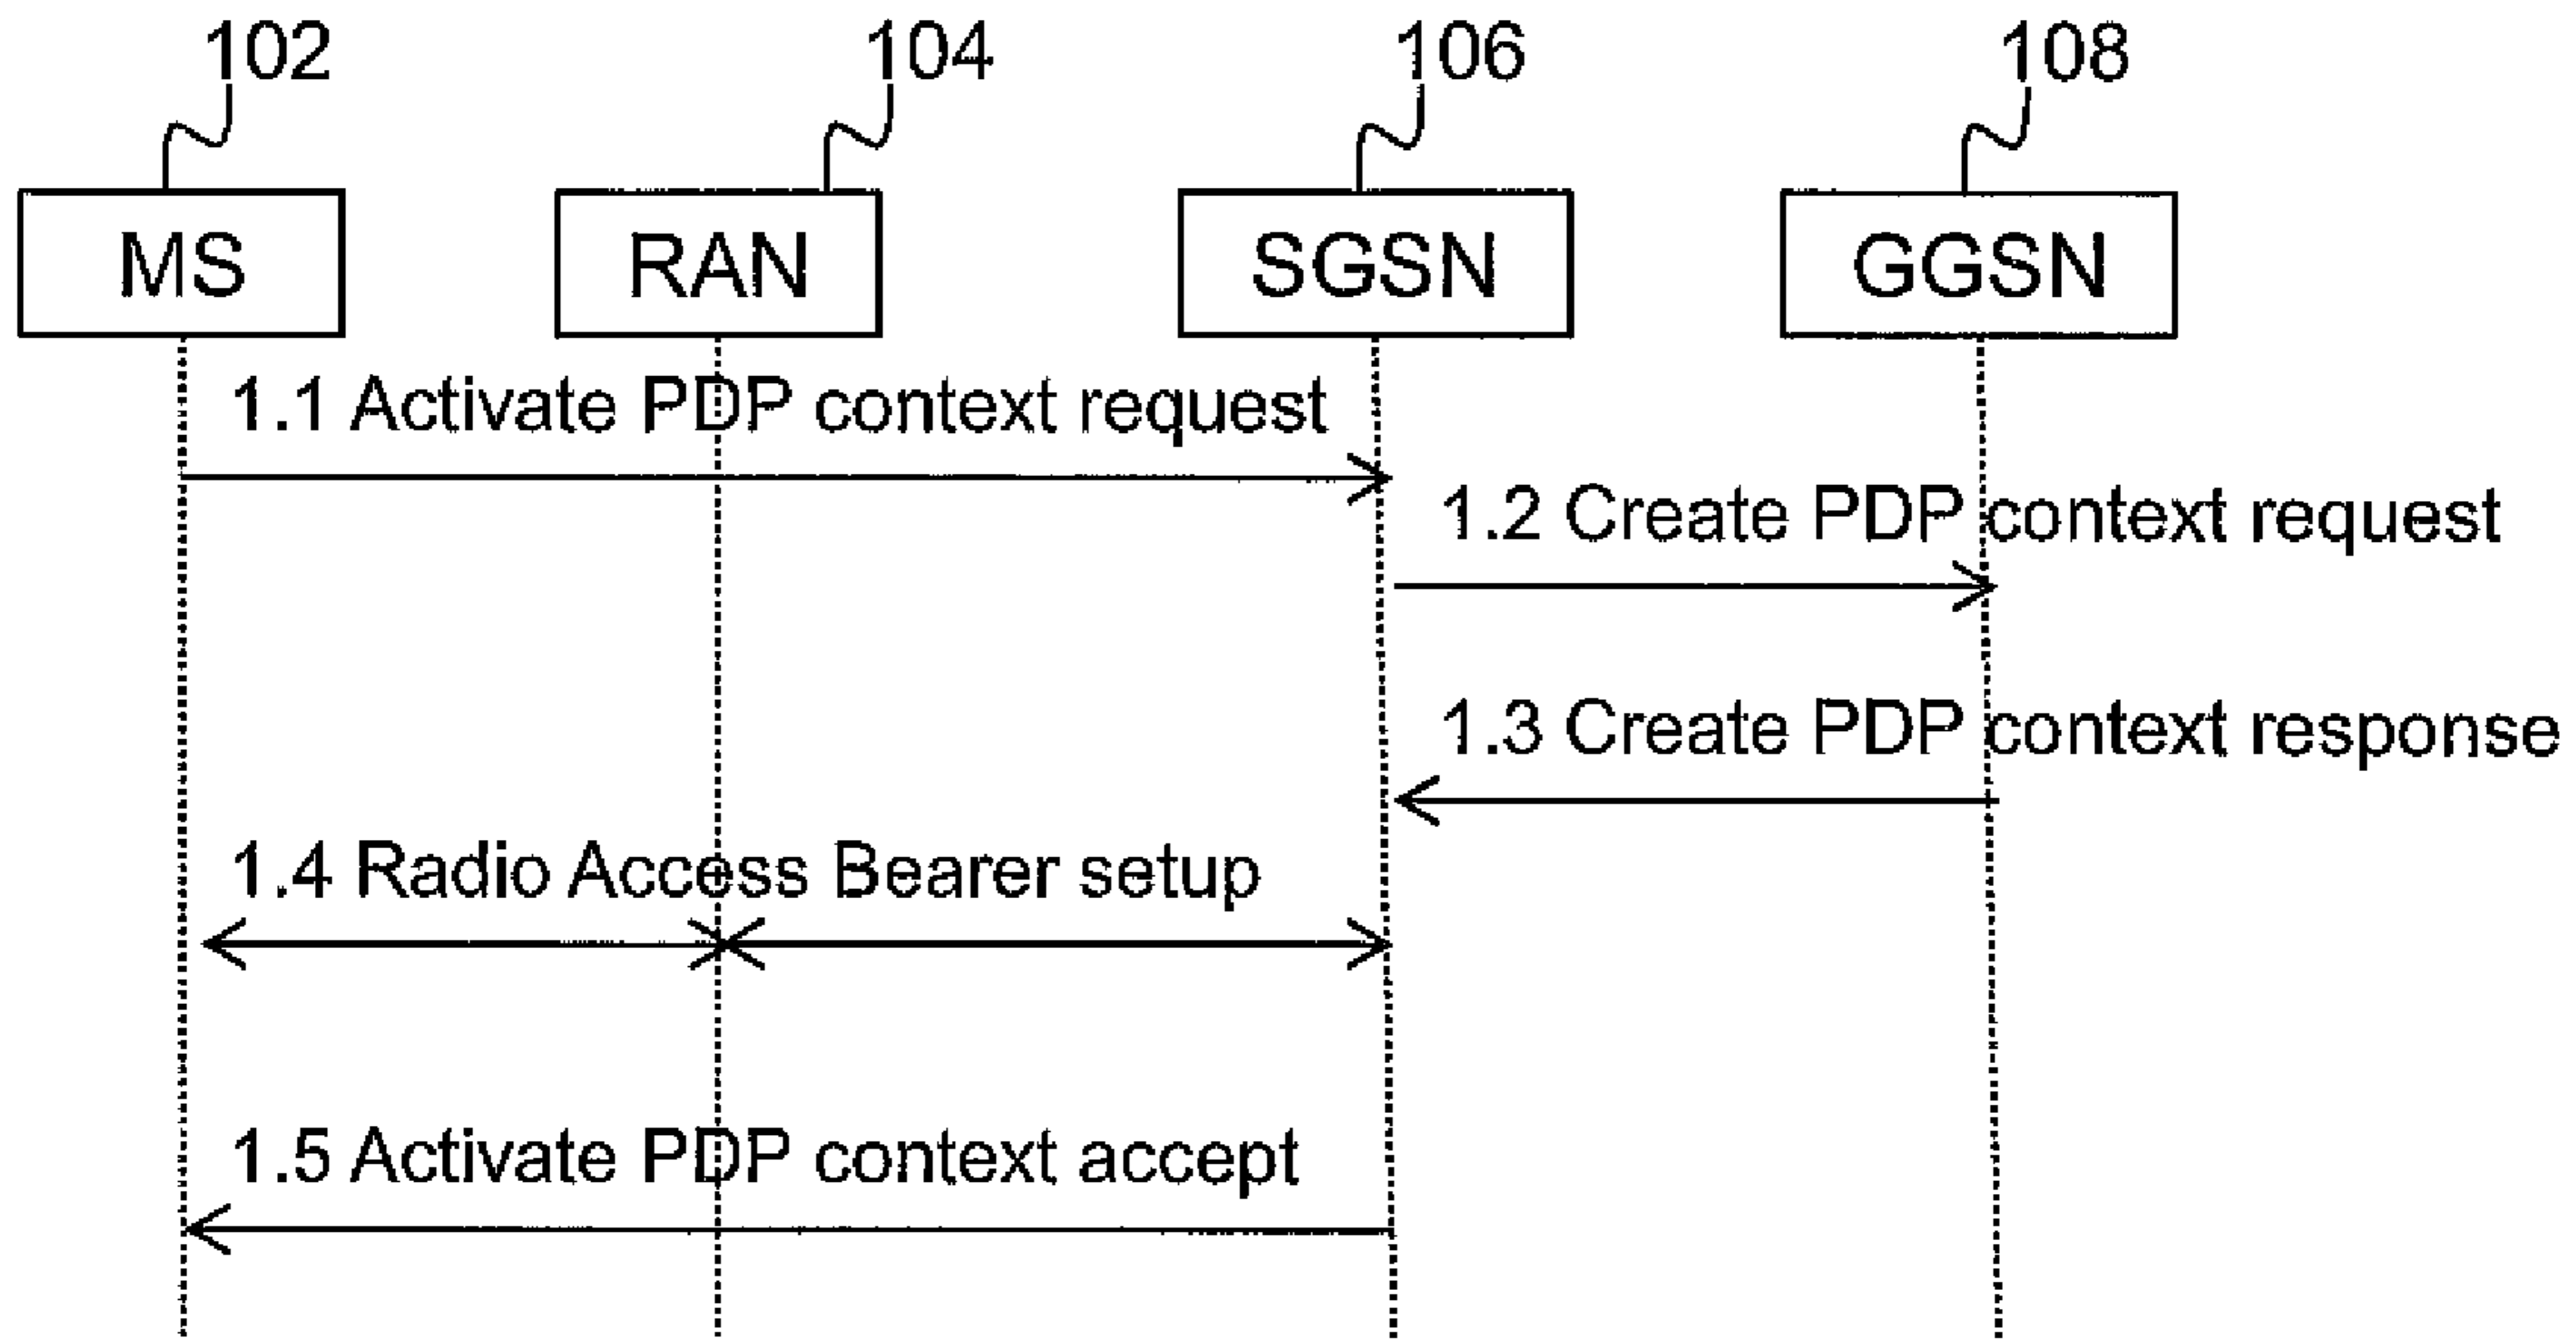 102 104 106 108
MS RAN SGSN GGSN
1.1 Activate PDP context request
1.2 Create PDP context request
1.3 Create PDP context response
1.4 Radio Access Bearer setup
1.5 Activate PDP context accept